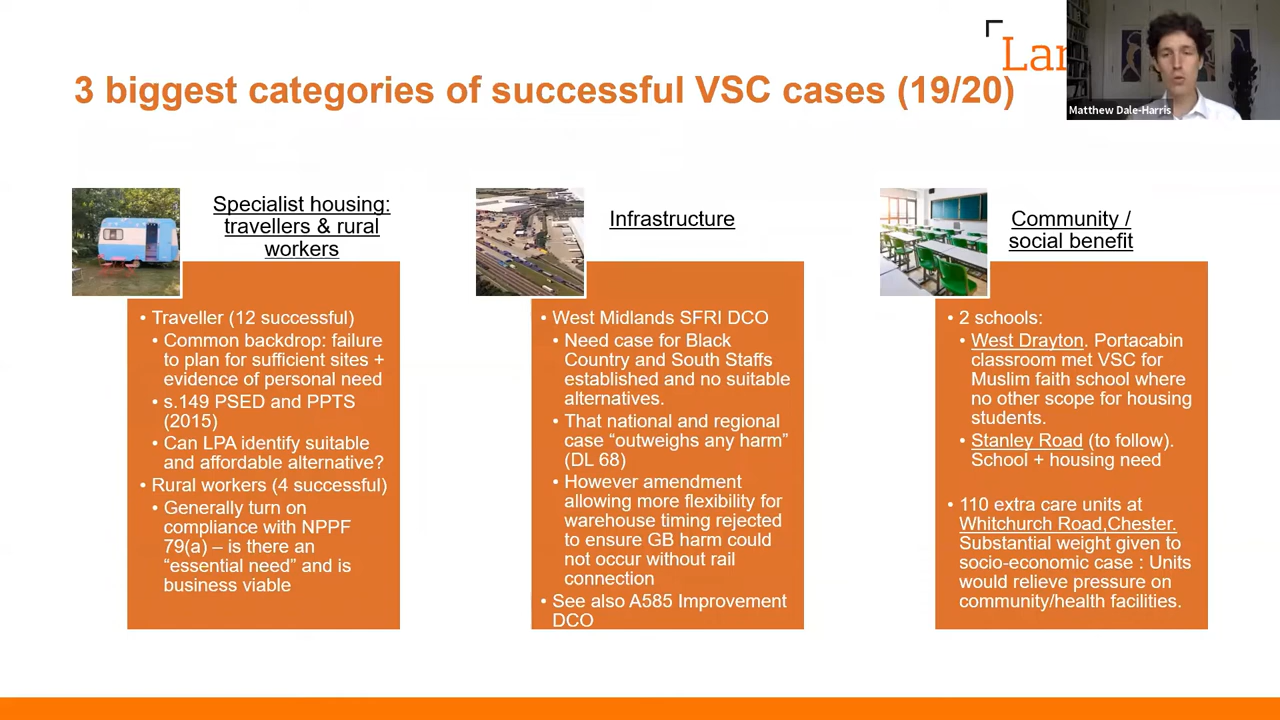 Lan
Matthew Dale-Harris
3 biggest categories of successful VSC cases (19/20)
Specialist housing:
travellers & rural
workers
• Traveller (12 successful)
• Common backdrop: failure
to plan for sufficient sites +
evidence of personal need
• s.149 PSED and PPTS
(2015)
• Can LPA identify suitable
and affordable alternative?
• Rural workers (4 successful)
• Generally turn on
compliance with NPPF
79(a) – is there an
“essential need” and is
business viable
Infrastructure
• West Midlands SFRI DCO
• Need case for Black
Country and South Staffs
established and no suitable
alternatives.
• That national and regional
case “outweighs any harm”
(DL 68)
• However amendment
allowing more flexibility for
warehouse timing rejected
to ensure GB harm could
not occur without rail
connection
• See also A585 Improvement
DCO
Community /
social benefit
• 2 schools:
• West Drayton. Portacabin
classroom met VSC for
Muslim faith school where
no other scope for housing
students.
• Stanley Road (to follow).
School + housing need
• 110 extra care units at
Whitchurch Road,Chester.
Substantial weight given to
socio-economic case : Units
would relieve pressure on
community/health facilities.